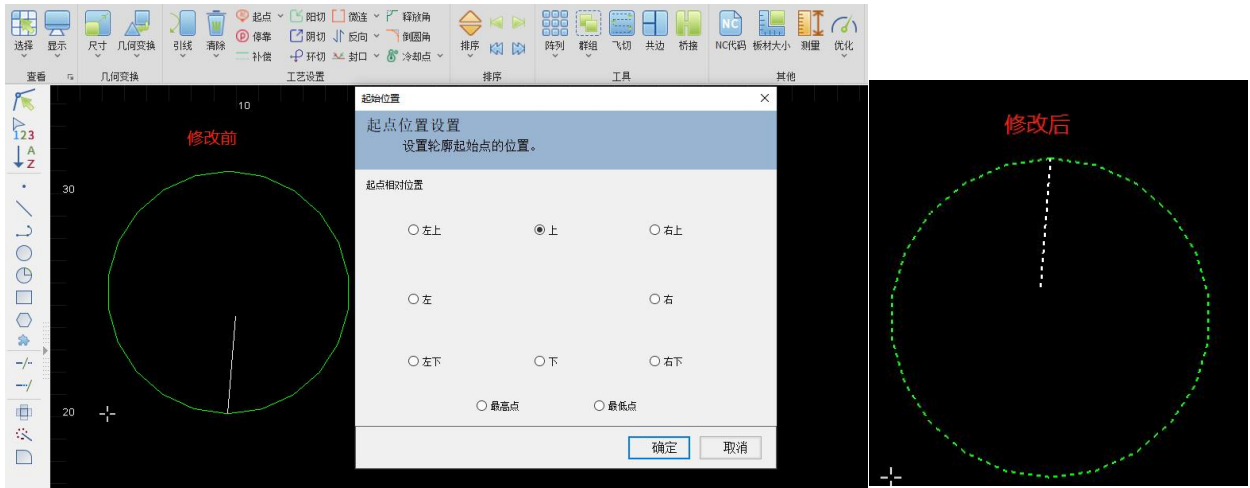 起点 阳切 微连 释放角
选择 显示 尺寸 几何变换 引线 清除 停靠 阴切 反向 倒圆角 排序 阵列 群组 飞切 共边 桥接 NC代码 板材大小 测量 优化
补偿 环切 封口 冷却点
查看 几何变换 工艺设置 排序 工具 其他
NC
123
A
Z
10
30
20
修改前
起始位置
起点位置设置
设置轮廓起始点的位置。
起点相对位置
左上 上 右上
左 右
左下 下 右下
最高点 最低点
确定 取消
修改后